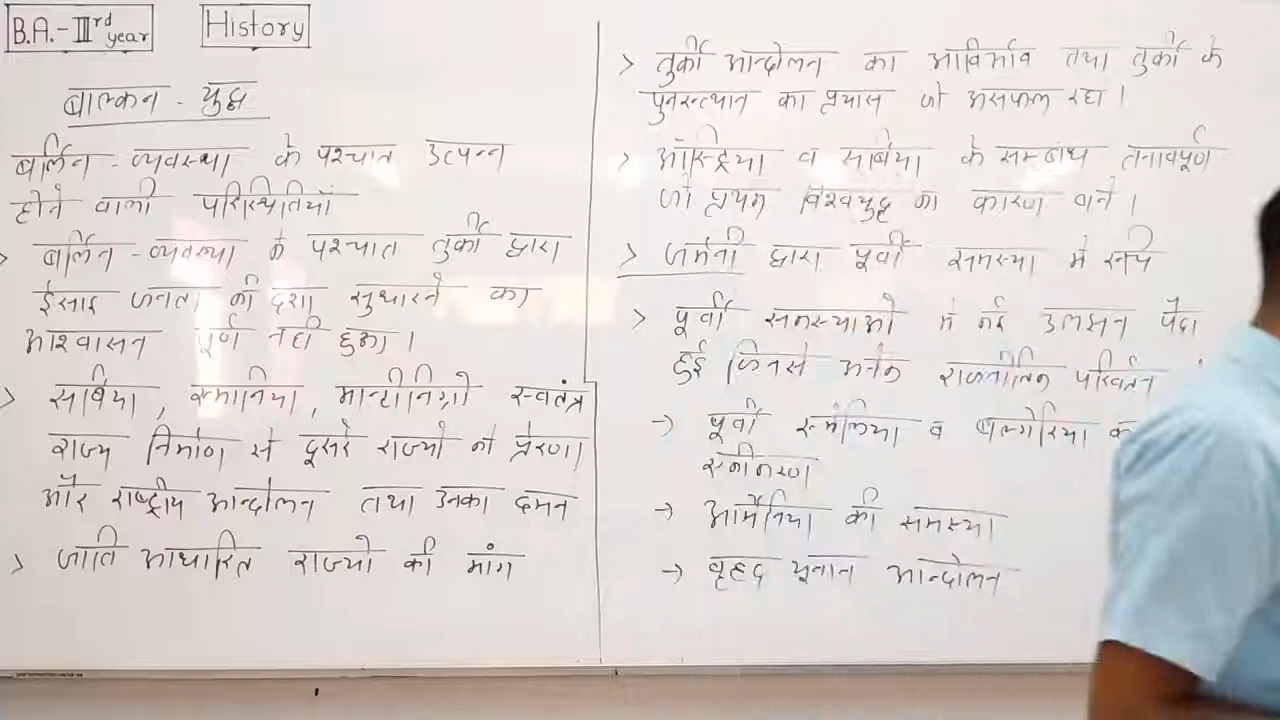 B.A.-IIIrd year
History
बाल्कन - युद्ध
बर्लिन - व्यवस्था के पश्चात उत्पन्न
होने वाली परिस्थितियाँ
> बर्लिन - व्यवस्था के पश्चात तुर्की द्वारा
ईसाई जनता की दशा सुधारने का
आश्वासन पूर्ण नही हुआ।
> सर्बिया, रूमानिया, मान्टीनिग्रो स्वतंत्र
राज्य निर्माण से दूसरे राज्यो को प्रेरणा
और राष्ट्रीय आन्दोलन तथा उनका दमन
> जाति आधारित राज्यो की मांग
> तुर्की आन्दोलन का आविर्भाव तथा तुर्की के
पुनरुत्थान का प्रयास जो असफल रहा।
> ऑस्ट्रिया व सर्बिया के सम्बंध तनावपूर्ण
जो प्रथम विश्वयुद्ध का कारण बने।
> जर्मनी द्वारा पूर्वी समस्या मे रूचि
> पूर्वी समस्याओ मे नई उलझन पैदा
हुई जिनसे अनेक राजनीतिक परिवर्तन
→ पूर्वी रूमेलिया व बल्गेरिया
एकीकरण
→ आर्मेनिया की समस्या
→ वृहद यूनान आन्दोलन